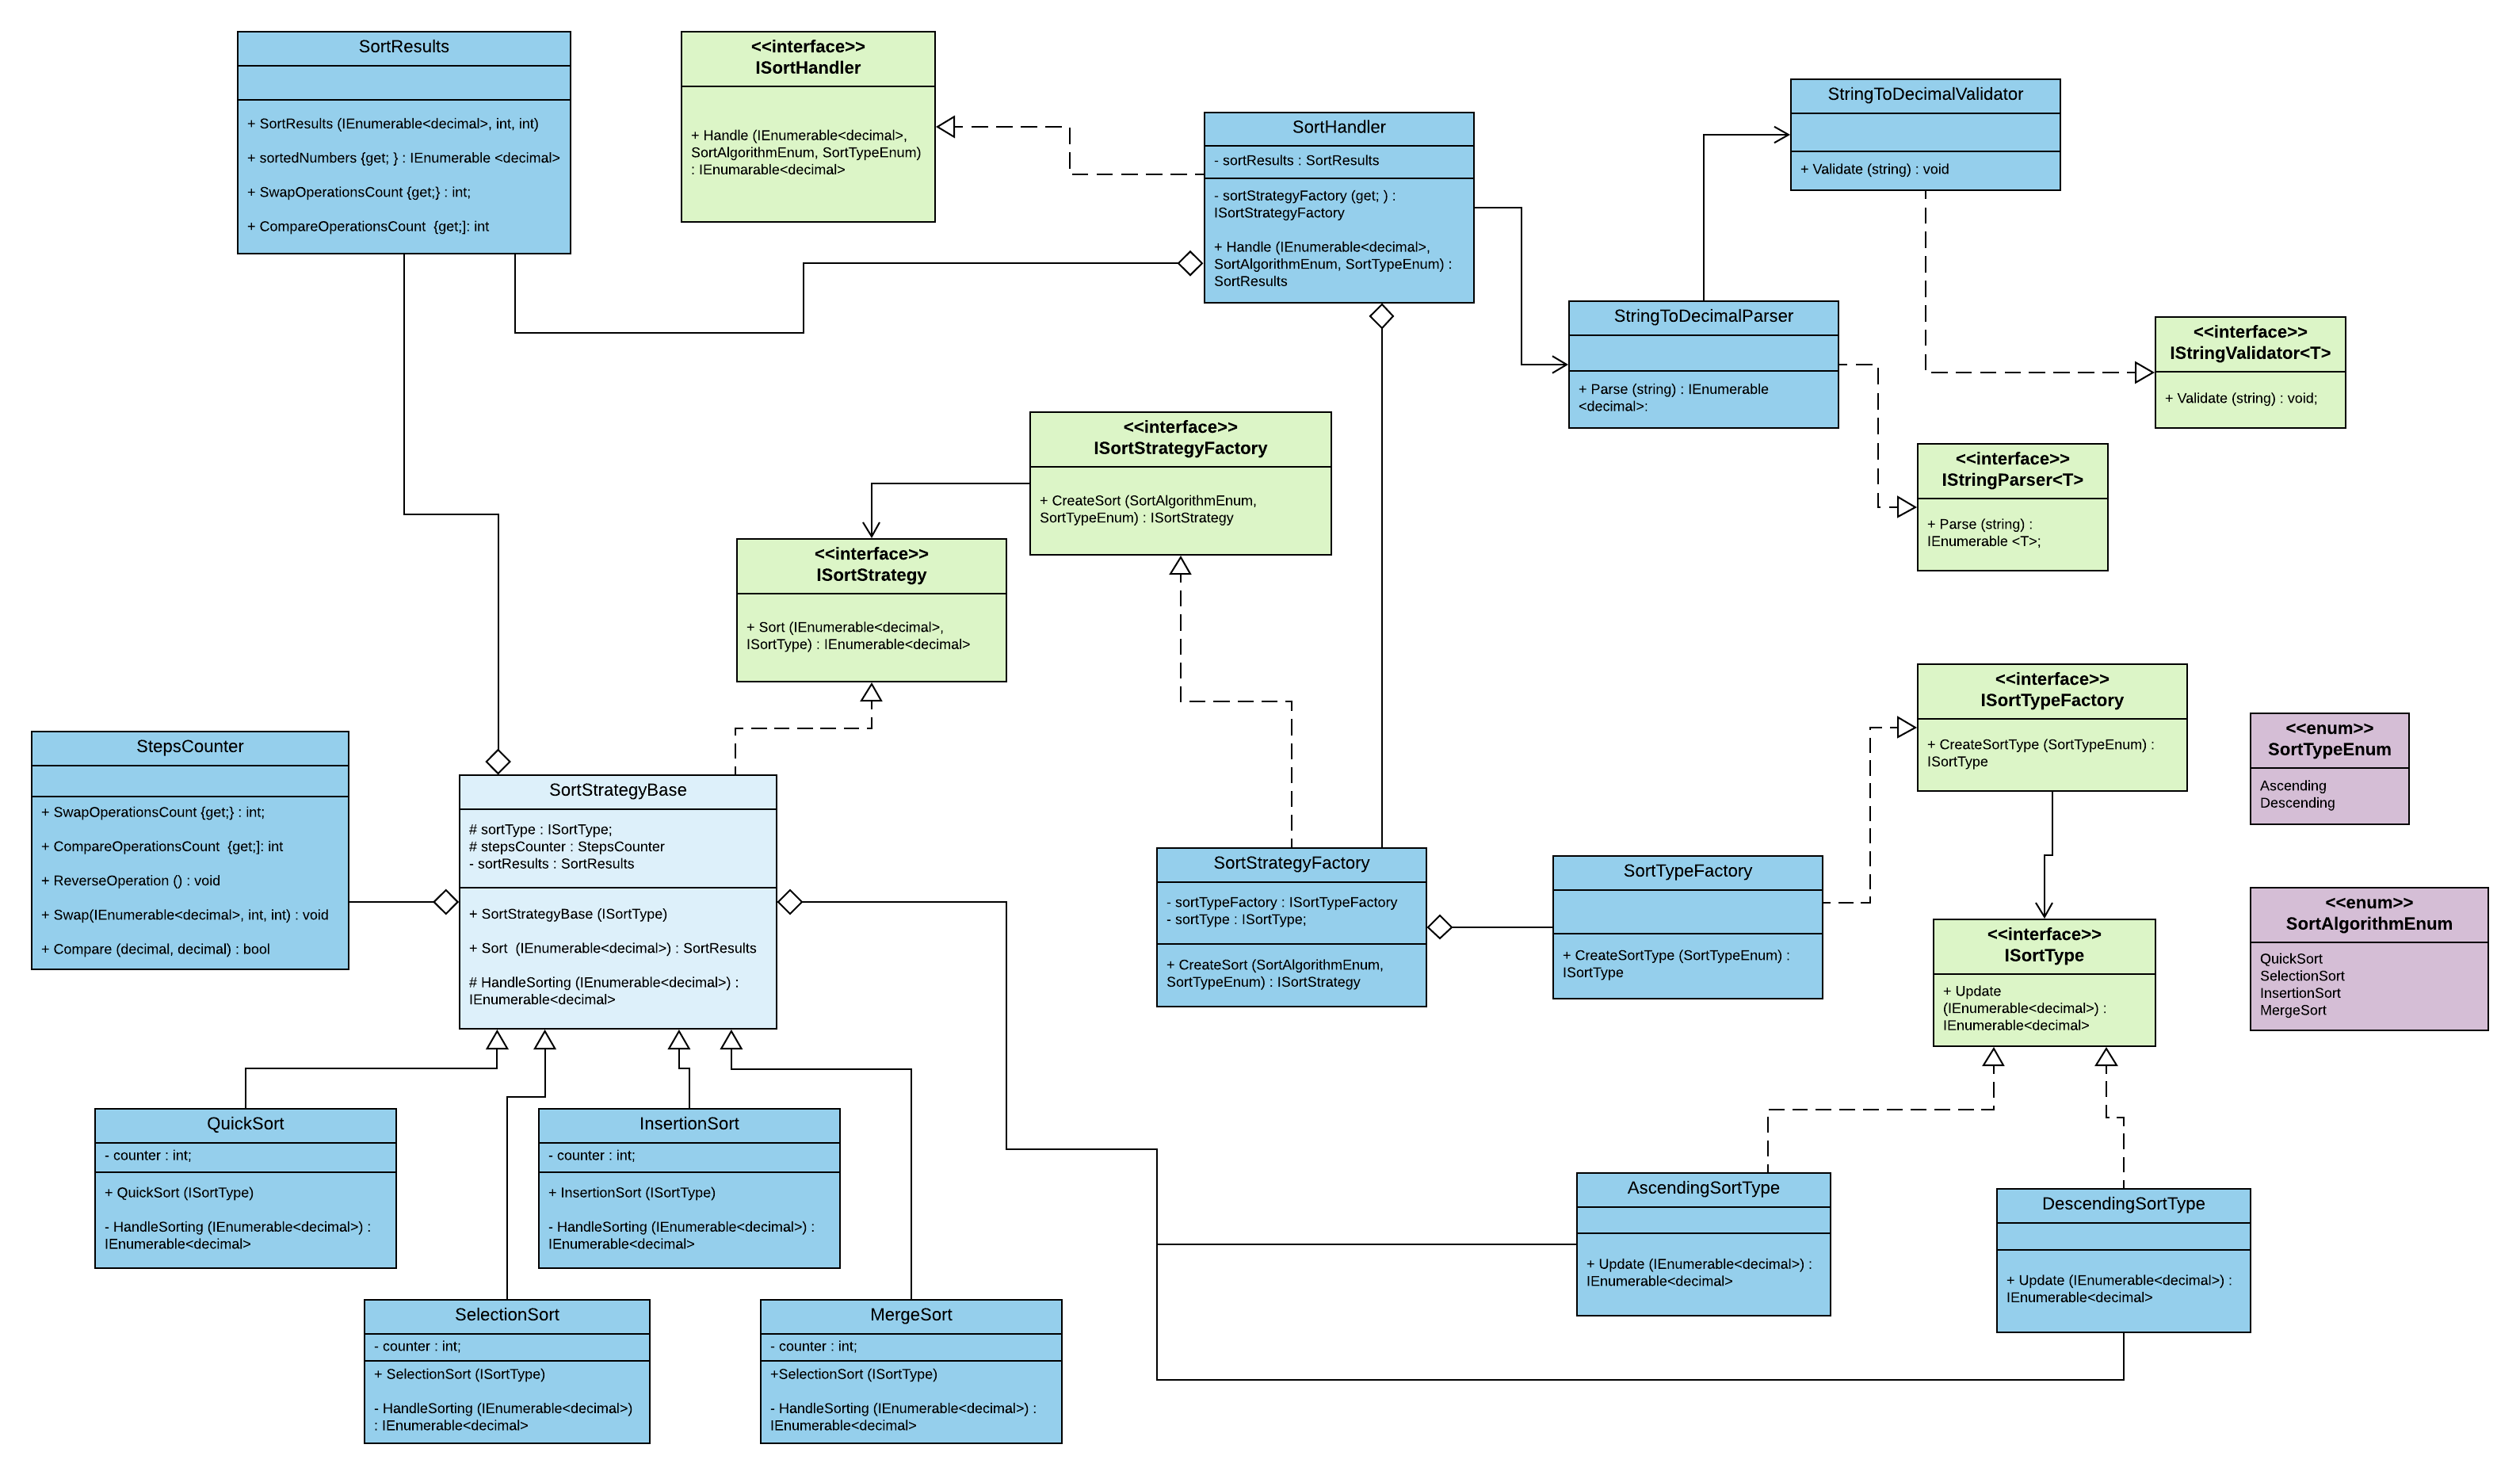 SortResults
+ SortResults (IEnumerable<decimal>, int, int)
+ sortedNumbers {get; } : IEnumerable <decimal>
+ SwapOperationsCount {get;} : int;
+ CompareOperationsCount  {get;]: int
<<interface>>
ISortHandler
+ Handle (IEnumerable<decimal>,
SortAlgorithmEnum, SortTypeEnum)
: IEnumarable<decimal>
SortHandler
- sortResults : SortResults
- sortStrategyFactory (get; ) :
ISortStrategyFactory
+ Handle (IEnumerable<decimal>,
SortAlgorithmEnum, SortTypeEnum) :
SortResults
StringToDecimalValidator
+ Validate (string) : void
StringToDecimalParser
+ Parse (string) : IEnumerable
<decimal>:
<<interface>>
IStringValidator<T>
+ Validate (string) : void;
<<interface>>
IStringParser<T>
+ Parse (string) :
IEnumerable <T>;
<<interface>>
ISortStrategyFactory
+ CreateSort (SortAlgorithmEnum,
SortTypeEnum) : ISortStrategy
<<interface>>
ISortStrategy
+ Sort (IEnumerable<decimal>,
ISortType) : IEnumerable<decimal>
<<interface>>
ISortTypeFactory
+ CreateSortType (SortTypeEnum) :
ISortType
<<enum>>
SortTypeEnum
Ascending
Descending
StepsCounter
+ SwapOperationsCount {get;} : int;
+ CompareOperationsCount  {get;]: int
+ ReverseOperation () : void
+ Swap(IEnumerable<decimal>, int, int) : void
+ Compare (decimal, decimal) : bool
SortStrategyBase
# sortType : ISortType;
# stepsCounter : StepsCounter
- sortResults : SortResults
+ SortStrategyBase (ISortType)
+ Sort  (IEnumerable<decimal>) : SortResults
# HandleSorting (IEnumerable<decimal>) :
IEnumerable<decimal>
SortStrategyFactory
- sortTypeFactory : ISortTypeFactory
- sortType : ISortType;
+ CreateSort (SortAlgorithmEnum,
SortTypeEnum) : ISortStrategy
SortTypeFactory
+ CreateSortType (SortTypeEnum) :
ISortType
<<interface>>
ISortType
+ Update
(IEnumerable<decimal>) :
IEnumerable<decimal>
<<enum>>
SortAlgorithmEnum
QuickSort
SelectionSort
InsertionSort
MergeSort
QuickSort
- counter : int;
+ QuickSort (ISortType)
- HandleSorting (IEnumerable<decimal>) :
IEnumerable<decimal>
InsertionSort
- counter : int;
+ InsertionSort (ISortType)
- HandleSorting (IEnumerable<decimal>) :
IEnumerable<decimal>
AscendingSortType
+ Update (IEnumerable<decimal>) :
IEnumerable<decimal>
DescendingSortType
+ Update (IEnumerable<decimal>) :
IEnumerable<decimal>
SelectionSort
- counter : int;
+ SelectionSort (ISortType)
- HandleSorting (IEnumerable<decimal>)
: IEnumerable<decimal>
MergeSort
- counter : int;
+SelectionSort (ISortType)
- HandleSorting (IEnumerable<decimal>) :
IEnumerable<decimal>